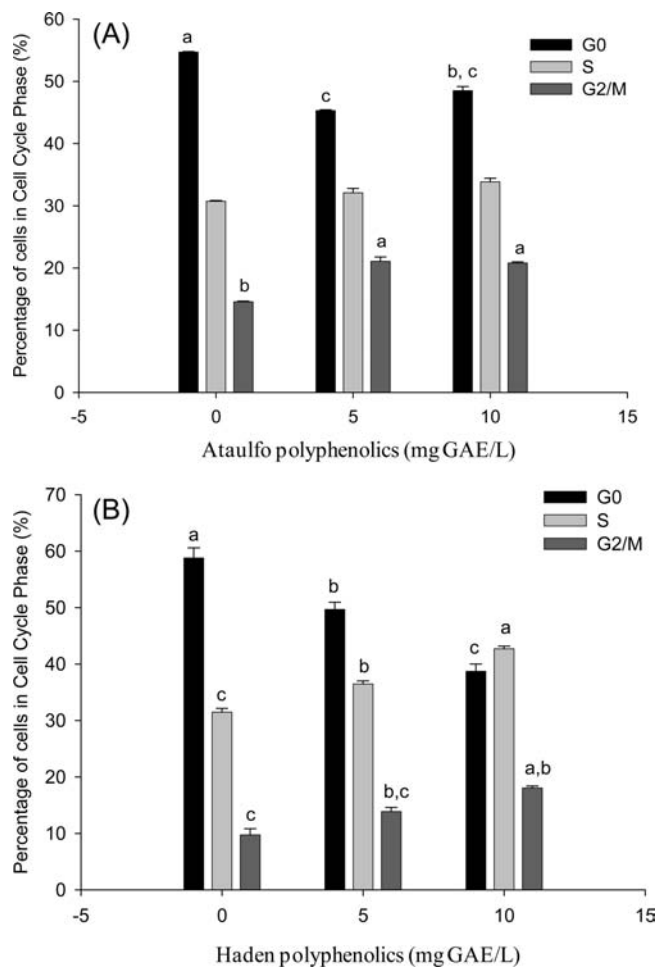 (A)
G0
S
G2/M
Percentage of cells in Cell Cycle Phase (%)
60
50
40
30
20
10
0
a
b
c
a
b, c
a
-5
0
5
10
15
Ataulfo polyphenolics (mg GAE/L)
(B)
G0
S
G2/M
Percentage of cells in Cell Cycle Phase (%)
70
60
50
40
30
20
10
0
a
c
c
b
b
b,c
c
a
a,b
-5
0
5
10
15
Haden polyphenolics (mg GAE/L)